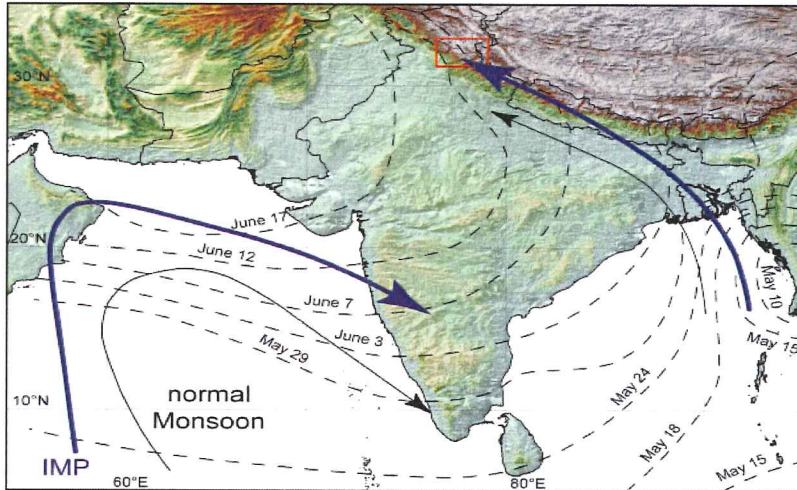 30°N
20°N
10°N
June 17
June 12
June 7
June 3
May 29
normal
Monsoon
IMP
60°E
80°E
May 10
May 15
May 24
May 18
May 15